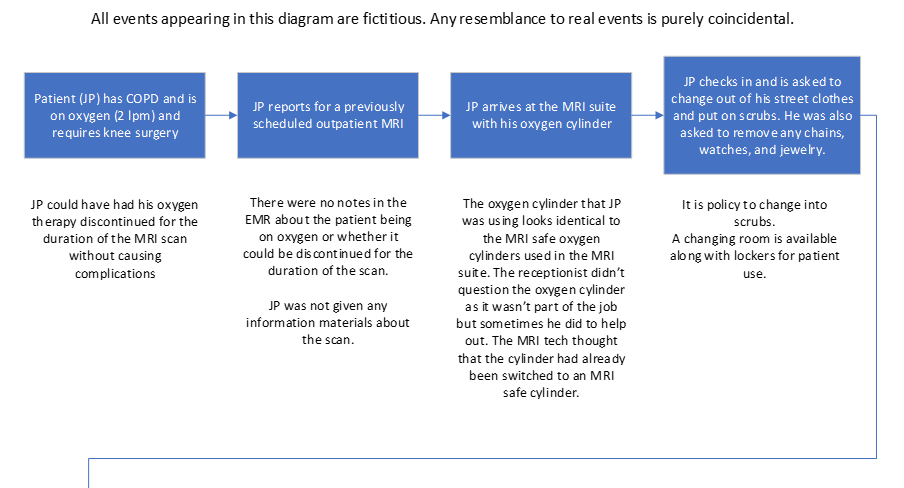 All events appearing in this diagram are fictitious. Any resemblance to real events is purely coincidental.
Patient (JP) has COPD and is
on oxygen (2 lpm) and
requires knee surgery
JP reports for a previously
scheduled outpatient MRI
JP arrives at the MRI suite
with his oxygen cylinder
JP checks in and is asked to
change out of his street clothes
and put on scrubs. He was also
asked to remove any chains,
watches, and jewelry.
JP could have had his oxygen
therapy discontinued for the
duration of the MRI scan
without causing
complications
There were no notes in the
EMR about the patient being
on oxygen or whether it
could be discontinued for the
duration of the scan.
JP was not given any
information materials about
the scan.
The oxygen cylinder that JP
was using looks identical to
the MRI safe oxygen
cylinders used in the MRI
suite. The receptionist didn't
question the oxygen cylinder
as it wasn't part of the job
but sometimes he did to help
out. The MRI tech thought
that the cylinder had already
been switched to an MRI
safe cylinder.
It is policy to change into
scrubs.
A changing room is available
along with lockers for patient
use.